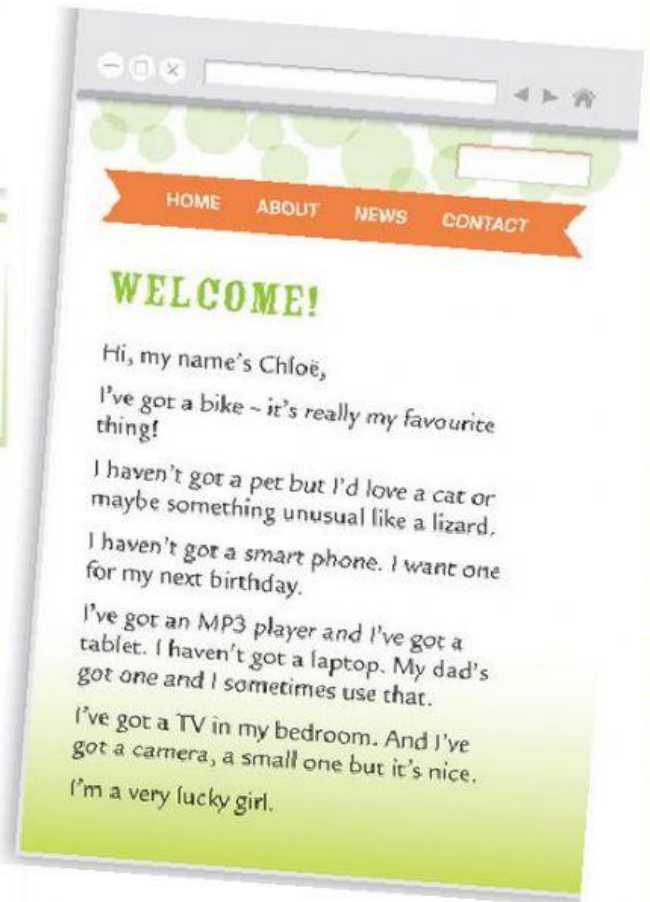 HOME ABOUT NEWS CONTACT
WELCOME!
Hi, my name's Chloë,
I've got a bike – it's really my favourite
thing!
I haven't got a pet but I'd love a cat or
maybe something unusual like a lizard.
I haven't got a smart phone. I want one
for my next birthday.
I've got an MP3 player and I've got a
tablet. I haven't got a laptop. My dad's
got one and I sometimes use that.
I've got a TV in my bedroom. And I've
got a camera, a small one but it's nice.
I'm a very lucky girl.